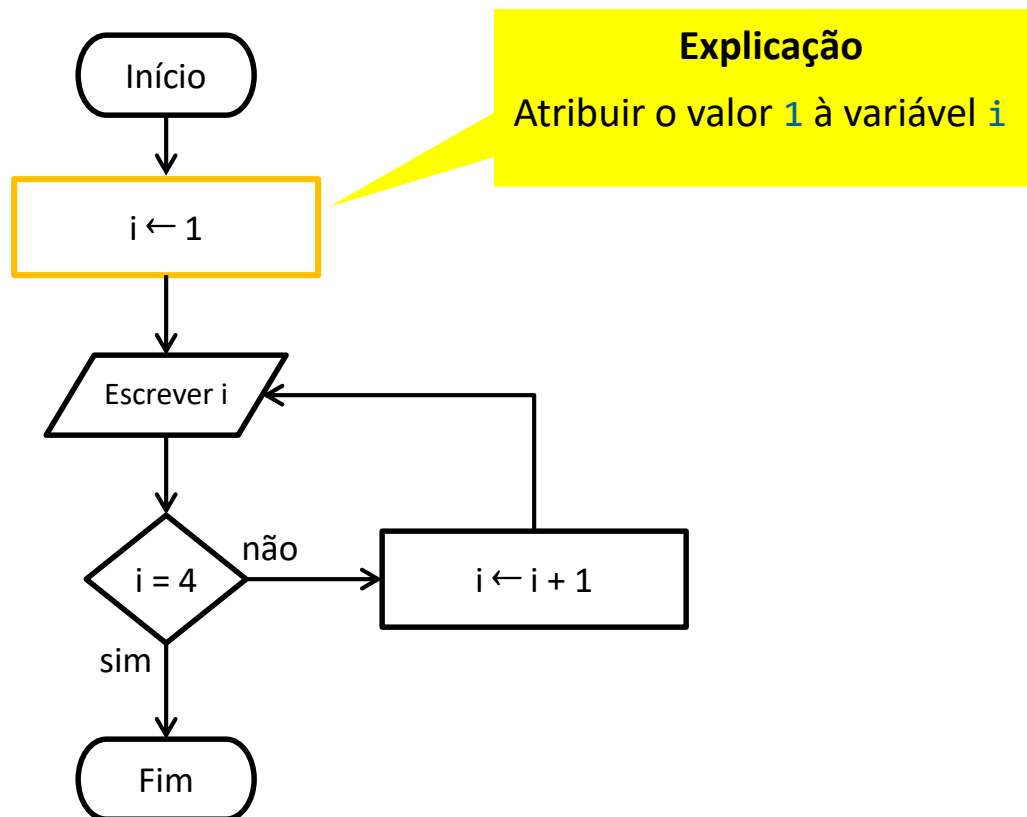 Início
Explicação
Atribuir o valor 1 à variável i
i ← 1
Escrever i
i = 4
não
i ← i + 1
sim
Fim